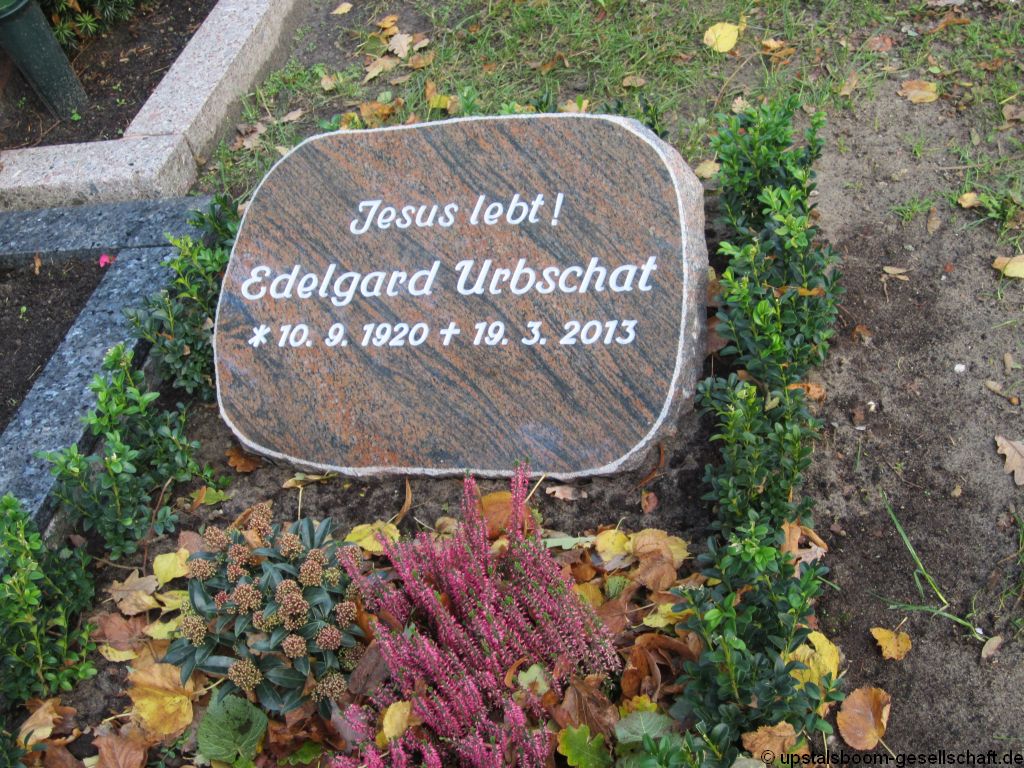 Jesus lebt!
Edelgard Urbschat
* 10. 9. 1920 + 19. 3. 2013
© upstalsboom-gesellschaft.de